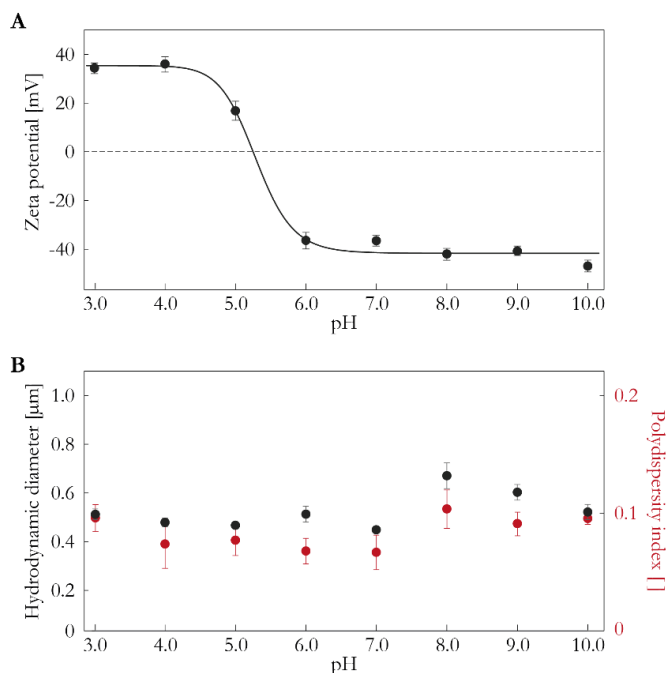 A
Zeta potential [mV]
40
20
0
-20
-40
3.0 4.0 5.0 6.0 7.0 8.0 9.0 10.0
pH
B
Hydrodynamic diameter [μm]
1.0
0.8
0.6
0.4
0.2
0
0.2
0.1
0
Polydispersity index [ ]
3.0 4.0 5.0 6.0 7.0 8.0 9.0 10.0
pH